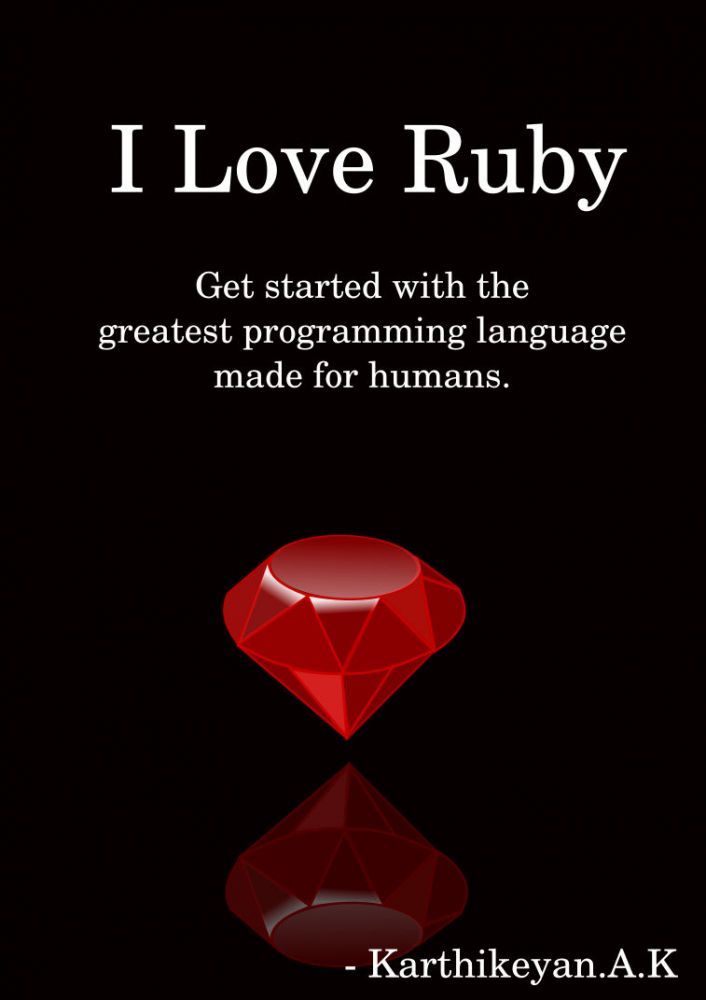 I Love Ruby
Get started with the
greatest programming language
made for humans.
- Karthikeyan.A.K